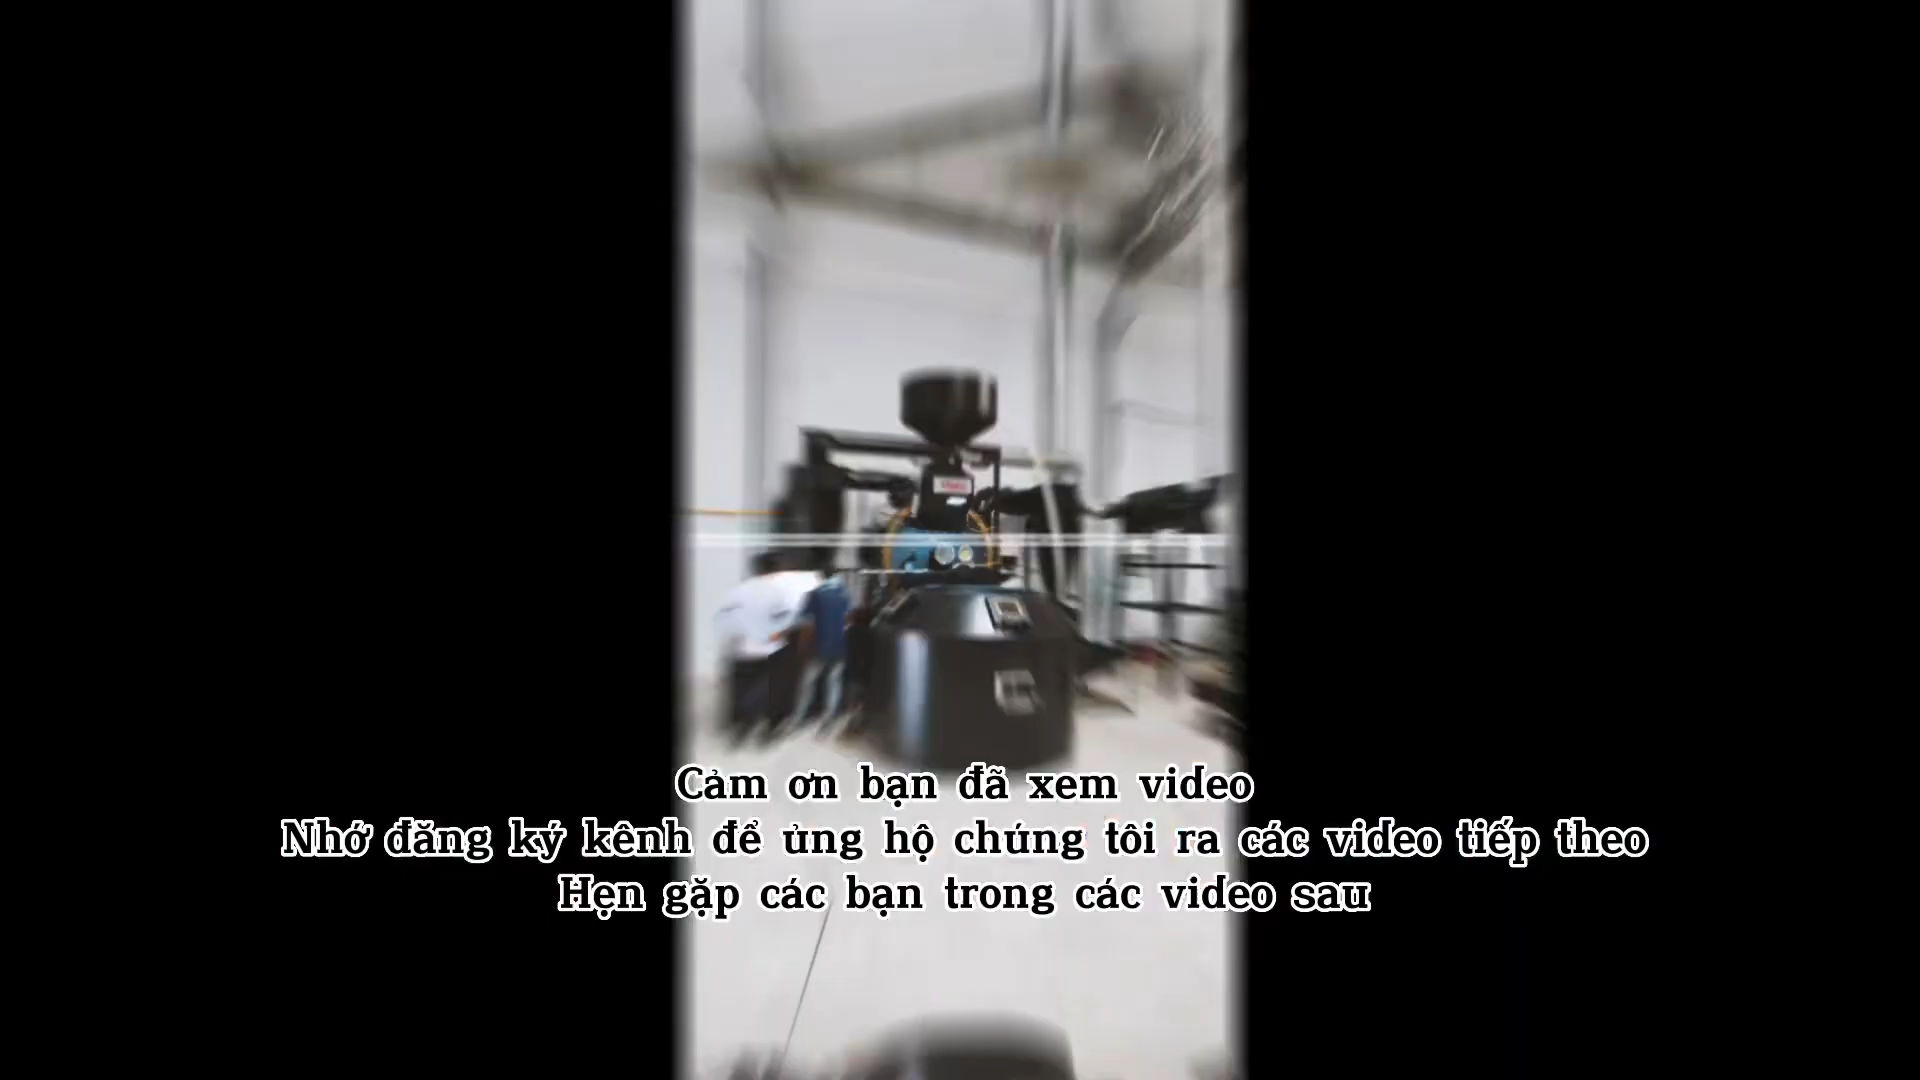 Cảm ơn bạn đã xem video
Nhớ đăng ký kênh để ủng hộ chúng tôi ra các video tiếp theo
Hẹn gặp các bạn trong các video sau